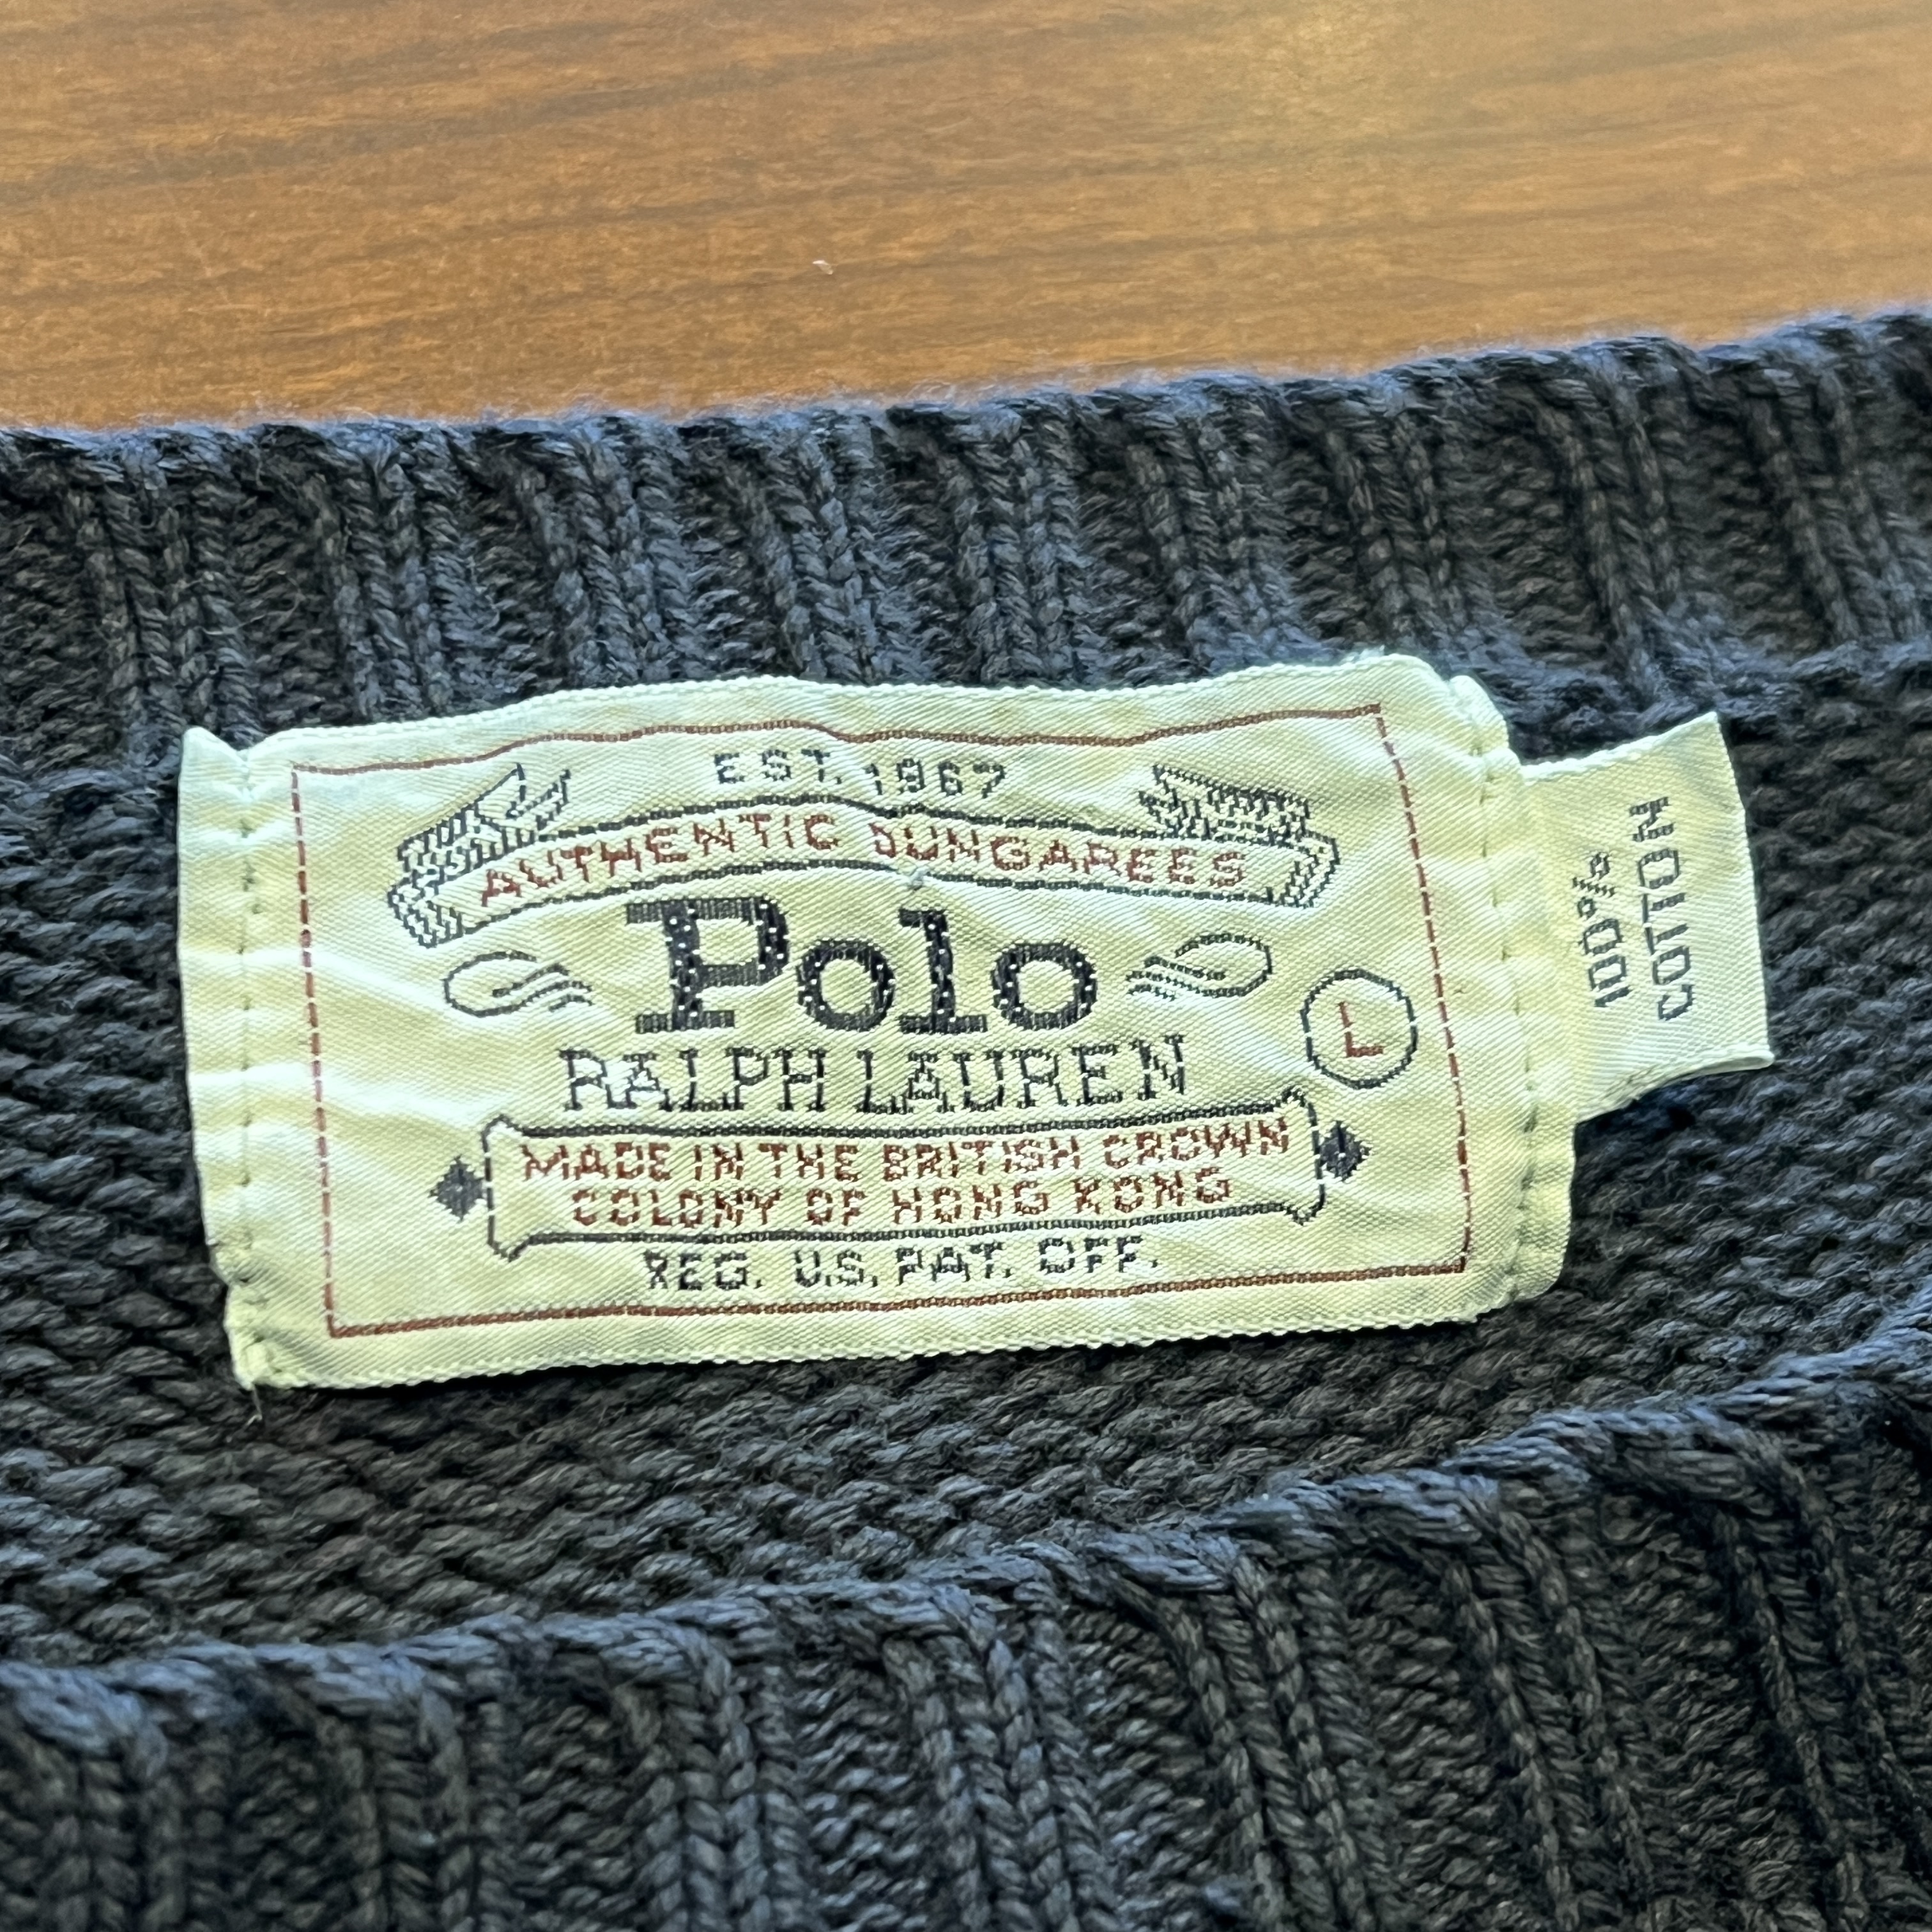 EST. 1967
AUTHENTIC DUNGAREES
Polo
RALPH LAUREN
L
MADE IN THE BRITISH CROWN
COLONY OF HONG KONG
REG. U.S. PAT. OFF.
100%
COTTON